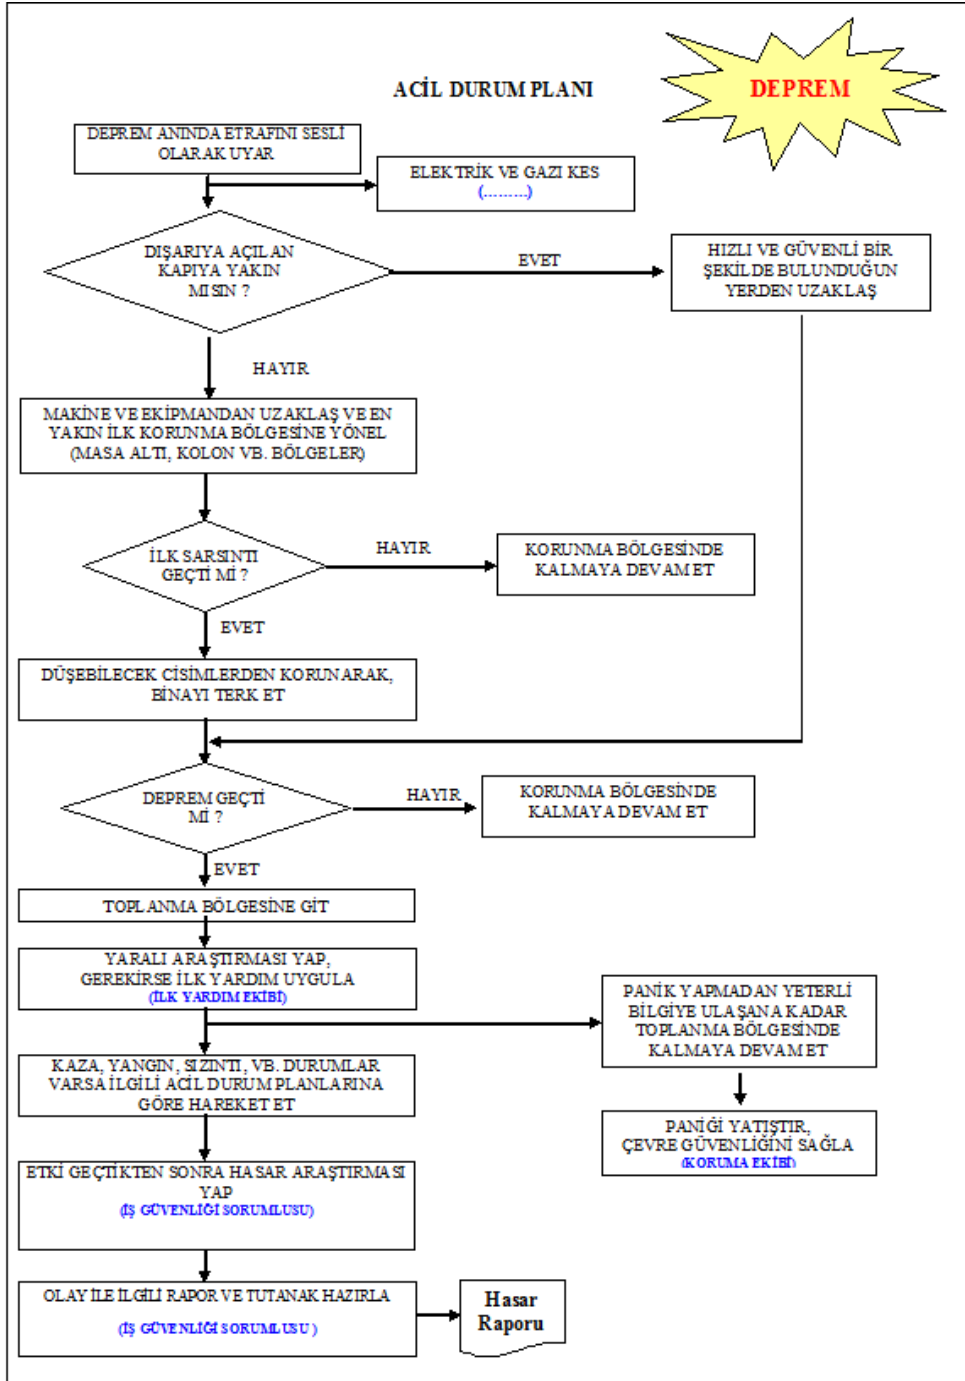 ACİL DURUM PLANI
DEPREM
DEPREM ANINDA ETRAFINI SESLİ
OLARAK UYAR
ELEKTRİK VE GAZI KES
(.........)
DIŞARIYA AÇILAN
KAPIYA YAKIN
MISIN ?
EVET
HIZLI VE GÜVENLİ BİR
ŞEKİLDE BULUNDUĞUN
YERDEN UZAKLAŞ
HAYIR
MAKİNE VE EKİPMANDAN UZAKLAŞ VE EN
YAKIN İLK KORUNMA BÖLGESİNE YÖNEL
(MASA ALTI, KOLON VB. BÖLGELER)
İLK SARSINTI
GEÇTİ Mİ ?
HAYIR
KORUNMA BÖLGESİNDE
KALMAYA DEVAM ET
EVET
DÜŞEBİLECEK CİSİMLERDEN KORUNARAK,
BİNAYI TERK ET
DEPREM GEÇTİ
Mİ ?
HAYIR
KORUNMA BÖLGESİNDE
KALMAYA DEVAM ET
EVET
TOPLANMA BÖLGESİNE GİT
YARALI ARAŞTIRMASI YAP,
GEREKİRSE İLK YARDIM UYGULA
(İLK YARDIM EKİBİ)
PANİK YAPMADAN YETERLİ
BİLGİYE ULAŞANA KADAR
TOPLANMA BÖLGESİNDE
KALMAYA DEVAM ET
KAZA, YANGIN, SIZINTI, VB. DURUMLAR
VARSA İLGİLİ ACİL DURUM PLANLARINA
GÖRE HAREKET ET
PANİĞİ YATIŞTIR,
ÇEVRE GÜVENLİĞİNİ SAĞLA
(KORUMA EKİBİ)
ETKİ GEÇTİKTEN SONRA HASAR ARAŞTIRMASI
YAP
(İŞ GÜVENLİĞİ SORUMLUSU)
OLAY İLE İLGİLİ RAPOR VE TUTANAK HAZIRLA
(İŞ GÜVENLİĞİ SORUMLUSU )
Hasar
Raporu